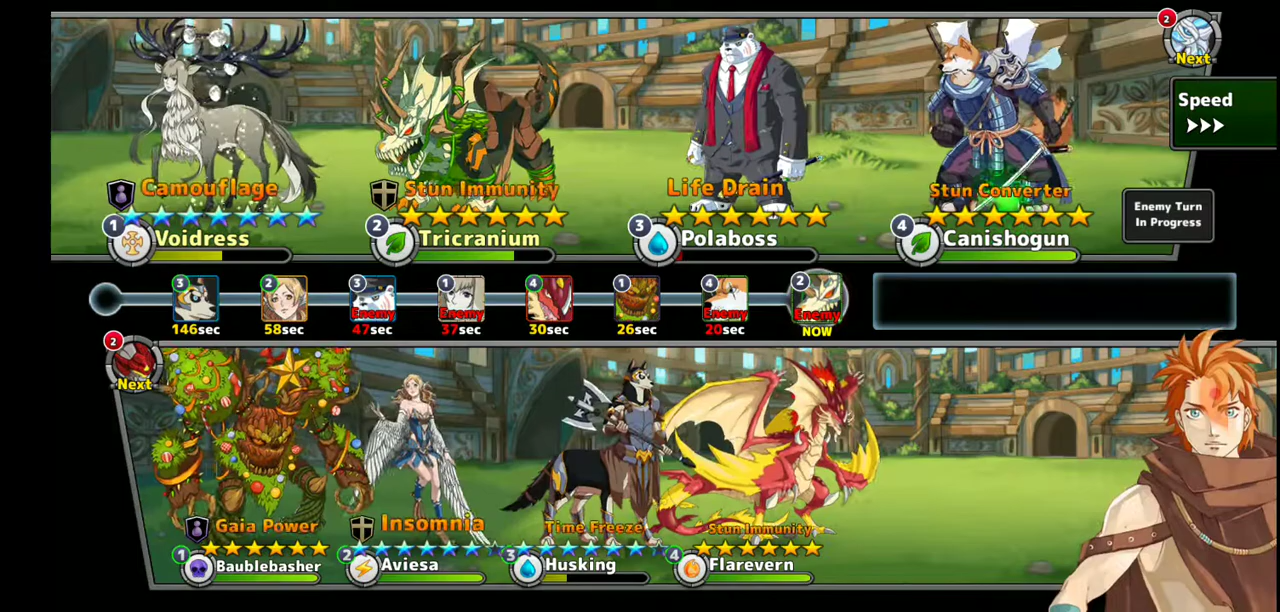 2
Next
Speed
Camouflage
Stun Immunity
Life Drain
Stun Converter
Enemy Turn
In Progress
1 Voidress
2 Tricranium
3 Polaboss
4 Canishogun
3 2 3 1 4 1 4 2
Enemy Enemy Enemy Enemy
146sec 58sec 47sec 37sec 30sec 26sec 20sec NOW
2
Next
Gaia Power
Insomnia
Time Freeze
Stun Immunity
1 Baublebasher
2 Aviesa
3 Husking
4 Flarevern